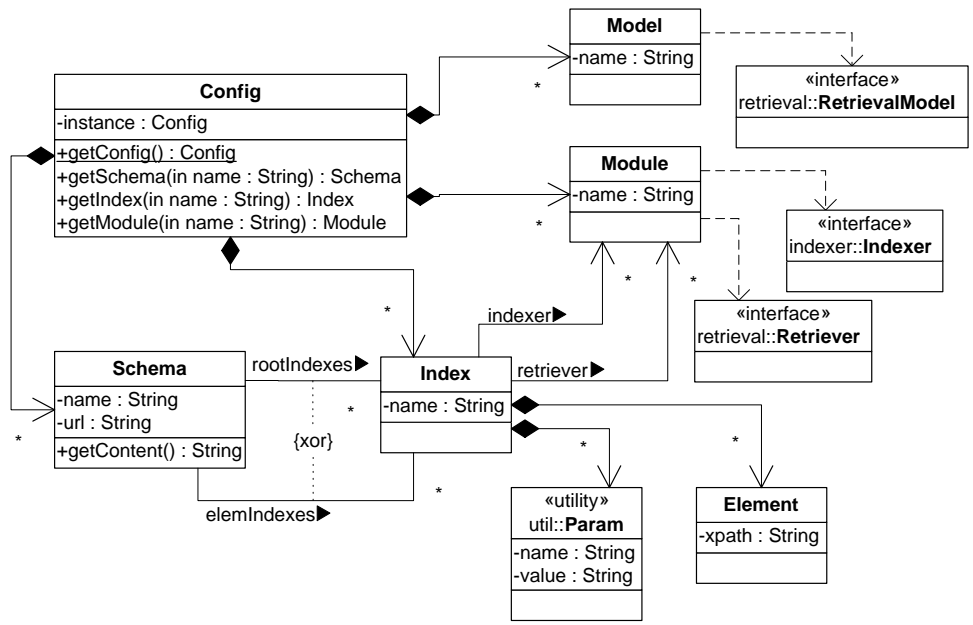 Model
-name : String
«interface»
retrieval::RetrievalModel
Config
-instance : Config
+getConfig() : Config
+getSchema(in name : String) : Schema
+getIndex(in name : String) : Index
+getModule(in name : String) : Module
*
Module
-name : String
*
«interface»
indexer::Indexer
«interface»
retrieval::Retriever
*
*
*
indexer▶
retriever▶
Schema
-name : String
-url : String
+getContent() : String
*
rootIndexes▶
*
{xor}
elemIndexes▶
*
Index
-name : String
*
*
«utility»
util::Param
-name : String
-value : String
Element
-xpath : String